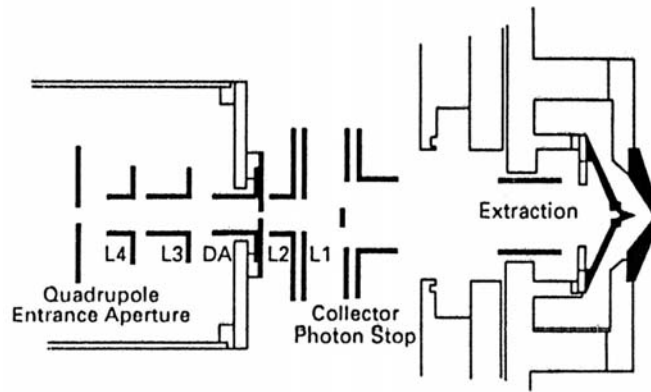 Extraction
L4 L3 DA L2 L1
Quadrupole
Entrance Aperture
Collector
Photon Stop